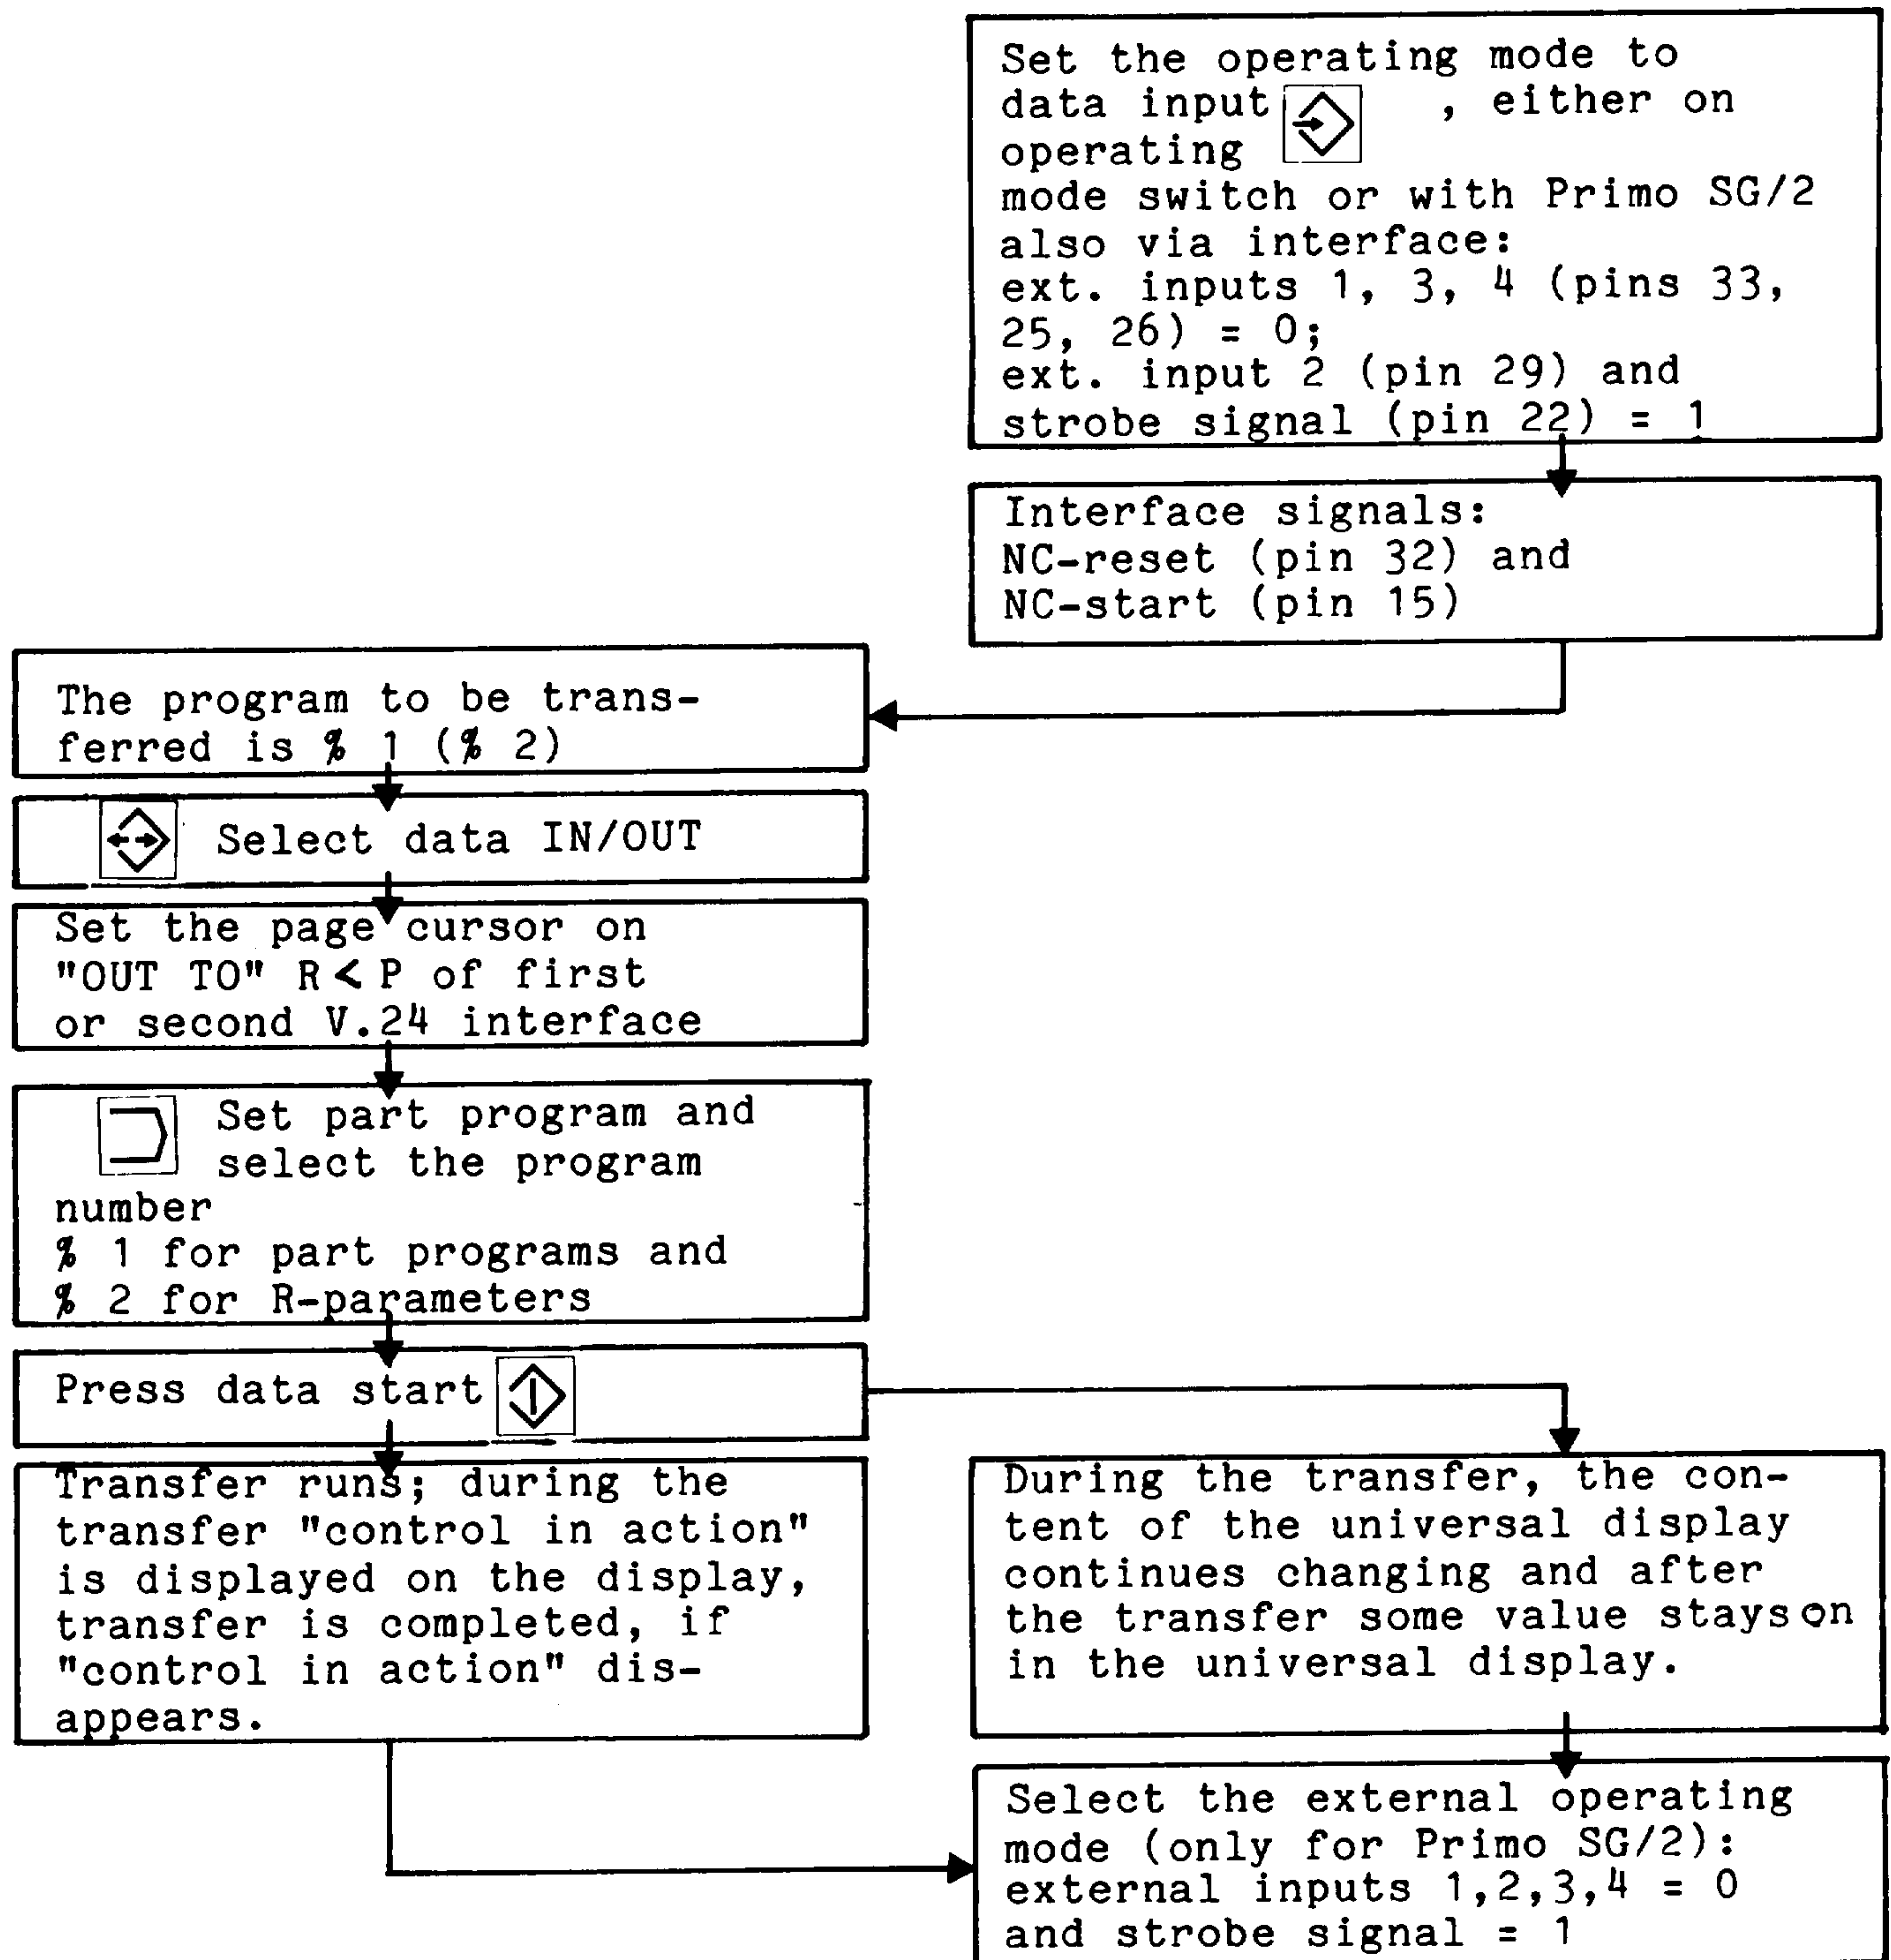 Set the operating mode to
data input , either on
operating
mode switch or with Primo SG/2
also via interface:
ext. inputs 1, 3, 4 (pins 33,
25, 26) = 0;
ext. input 2 (pin 29) and
strobe signal (pin 22) = 1
Interface signals:
NC-reset (pin 32) and
NC-start (pin 15)
The program to be trans-
ferred is % 1 (% 2)
Select data IN/OUT
Set the page cursor on
"OUT TO" R < P of first
or second V.24 interface
Set part program and
select the program
number
% 1 for part programs and
% 2 for R-parameters
Press data start
Transfer runs; during the
transfer "control in action"
is displayed on the display,
transfer is completed, if
"control in action" dis-
appears.
During the transfer, the con-
tent of the universal display
continues changing and after
the transfer some value stays on
in the universal display.
Select the external operating
mode (only for Primo SG/2):
external inputs 1,2,3,4 = 0
and strobe signal = 1